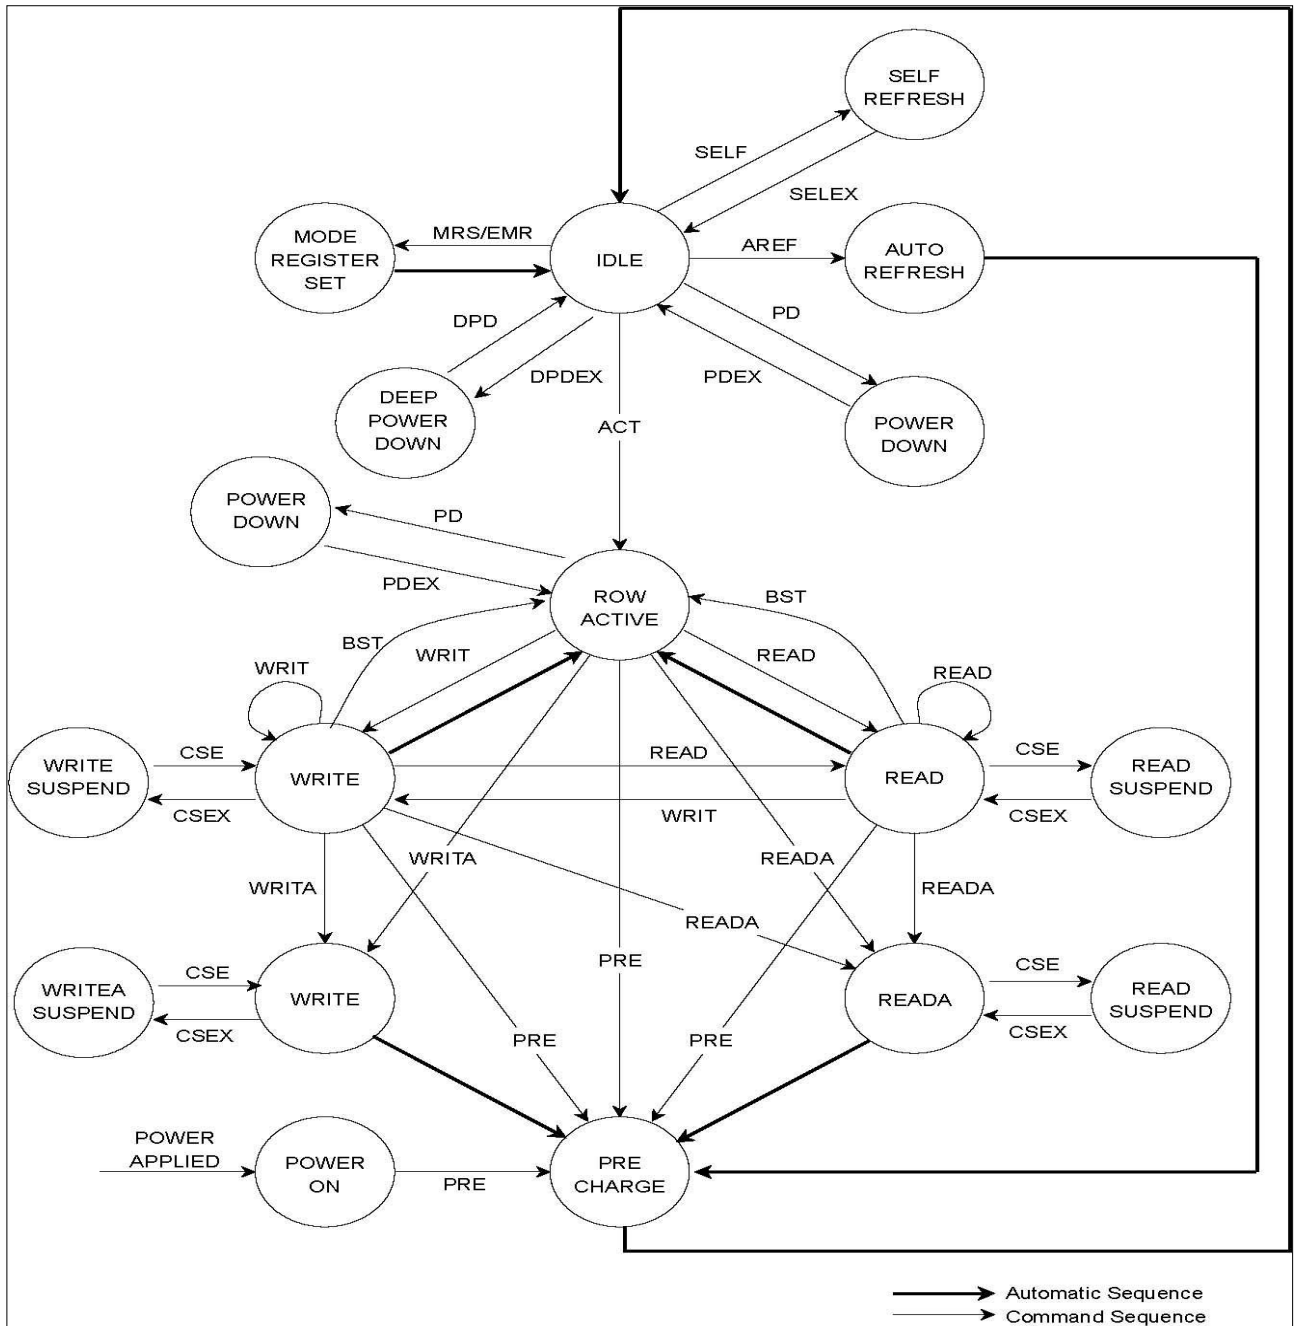 SELF
REFRESH
SELF
SELEX
MODE
REGISTER
SET
MRS/EMR
IDLE
AREF
AUTO
REFRESH
DPD
DPDEX
PD
PDEX
DEEP
POWER
DOWN
ACT
POWER
DOWN
POWER
DOWN
PD
PDEX
ROW
ACTIVE
BST
BST
WRIT
READ
WRIT
READ
WRITE
SUSPEND
CSE
CSEX
WRITE
READ
WRIT
READ
CSE
CSEX
READ
SUSPEND
WRITA
WRITA
READA
READA
READA
WRITEA
SUSPEND
CSE
CSEX
WRITE
PRE
PRE
PRE
READA
CSE
CSEX
READ
SUSPEND
POWER
APPLIED
POWER
ON
PRE
PRE
CHARGE
Automatic Sequence
Command Sequence